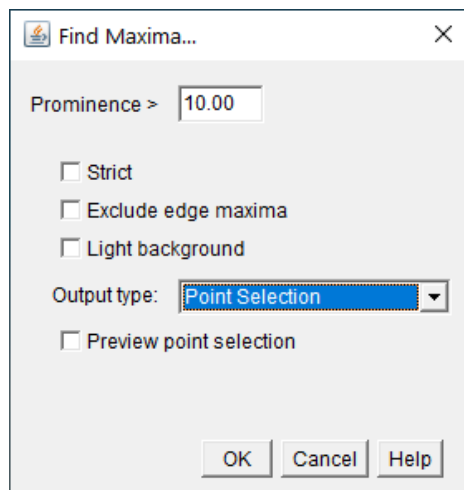 Find Maxima...
Prominence > 10.00
Strict
Exclude edge maxima
Light background
Output type: Point Selection
Preview point selection
OK Cancel Help